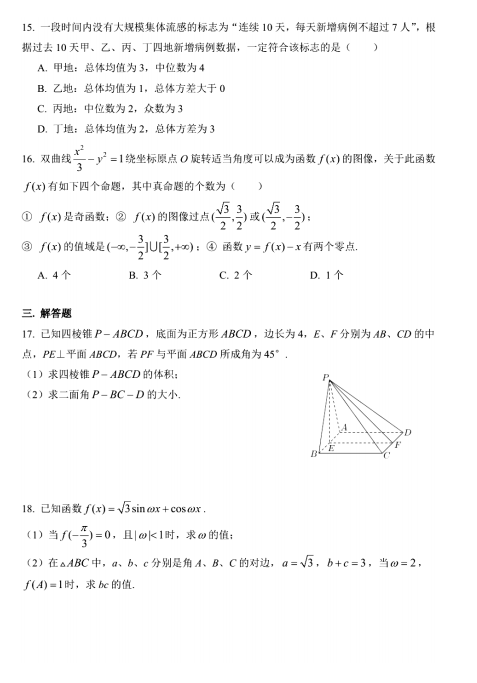 15. 一段时间内没有大规模集体流感的标志为“连续 10 天，每天新增病例不超过 7 人”，根
据过去 10 天甲、乙、丙、丁四地新增病例数据，一定符合该标志的是（　　）
A. 甲地：总体均值为 3，中位数为 4
B. 乙地：总体均值为 1，总体方差大于 0
C. 丙地：中位数为 2，众数为 3
D. 丁地：总体均值为 2，总体方差为 3
16. 双曲线 x²/3 − y² = 1 绕坐标原点 O 旋转适当角度可以成为函数 f(x) 的图像，关于此函数
f(x) 有如下四个命题，其中真命题的个数为（　　）
① f(x) 是奇函数；② f(x) 的图像过点 (√3/2, 3/2) 或 (√3/2, −3/2)；
③ f(x) 的值域是 (−∞, −3/2]∪[3/2, +∞)；④ 函数 y = f(x) − x 有两个零点.
A. 4 个 B. 3 个 C. 2 个 D. 1 个
三. 解答题
17. 已知四棱锥 P − ABCD，底面为正方形 ABCD，边长为 4，E、F 分别为 AB、CD 的中
点，PE⊥平面 ABCD，若 PF 与平面 ABCD 所成角为 45°.
（1）求四棱锥 P − ABCD 的体积；
（2）求二面角 P − BC − D 的大小.
P
A
D
E
F
B
C
18. 已知函数 f(x) = √3 sin ωx + cos ωx.
（1）当 f(−π/3) = 0，且 |ω| < 1 时，求 ω 的值；
（2）在 △ABC 中，a、b、c 分别是角 A、B、C 的对边，a = √3，b + c = 3，当 ω = 2，
f(A) = 1 时，求 bc 的值.